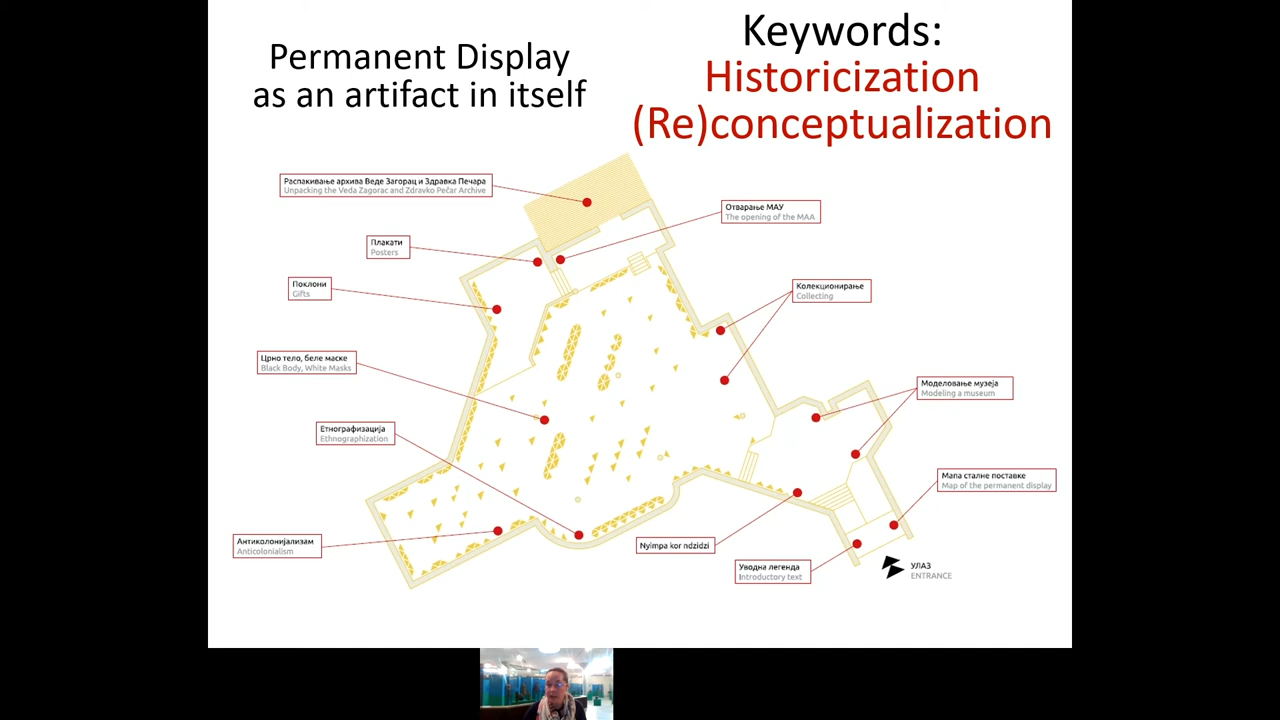 Permanent Display
as an artifact in itself
Keywords:
Historicization
(Re)conceptualization
Распакивање архива Веде Загорац и Здравка Печара
Unpacking the Veda Zagorac and Zdravko Pečar Archive
Отварање МАУ
The opening of the MAA
Плакати
Posters
Поклони
Gifts
Колекционирање
Collecting
Црно тело, беле маске
Black Body, White Masks
Моделовање музеја
Modeling a museum
Етнографизација
Ethnographization
Мапа сталне поставке
Map of the permanent display
Антиколонијализам
Anticolonialism
Nyimpa kor ndzidzi
Уводна легенда
Introductory text
УЛАЗ
ENTRANCE